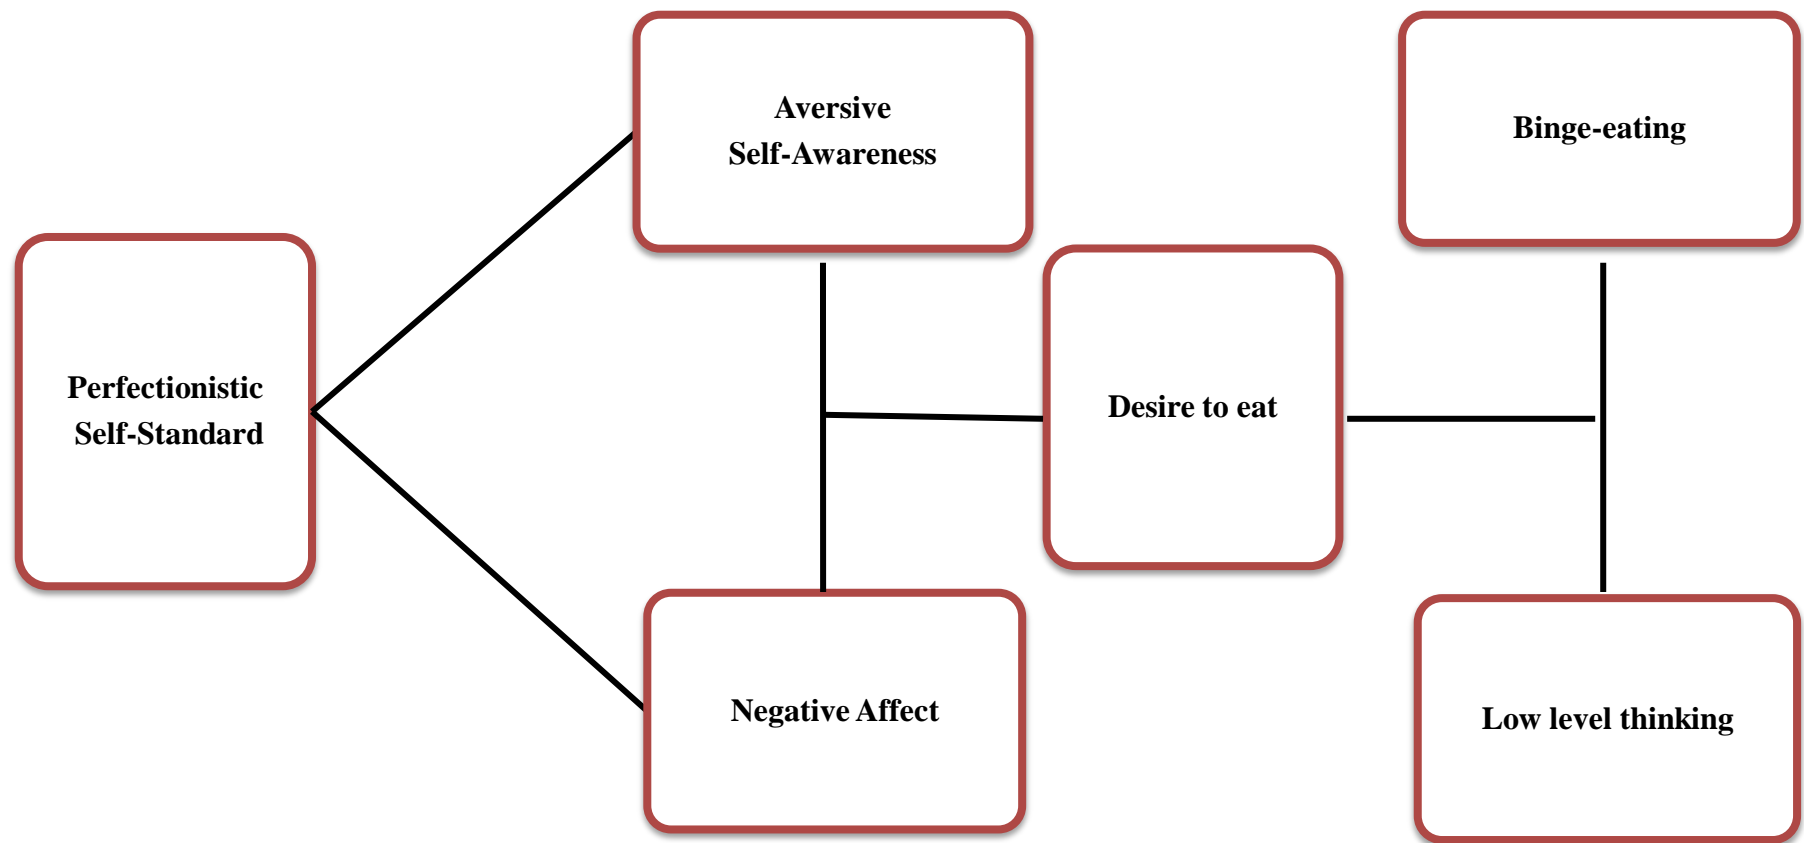 Perfectionistic
Self-Standard
Aversive
Self-Awareness
Negative Affect
Desire to eat
Binge-eating
Low level thinking